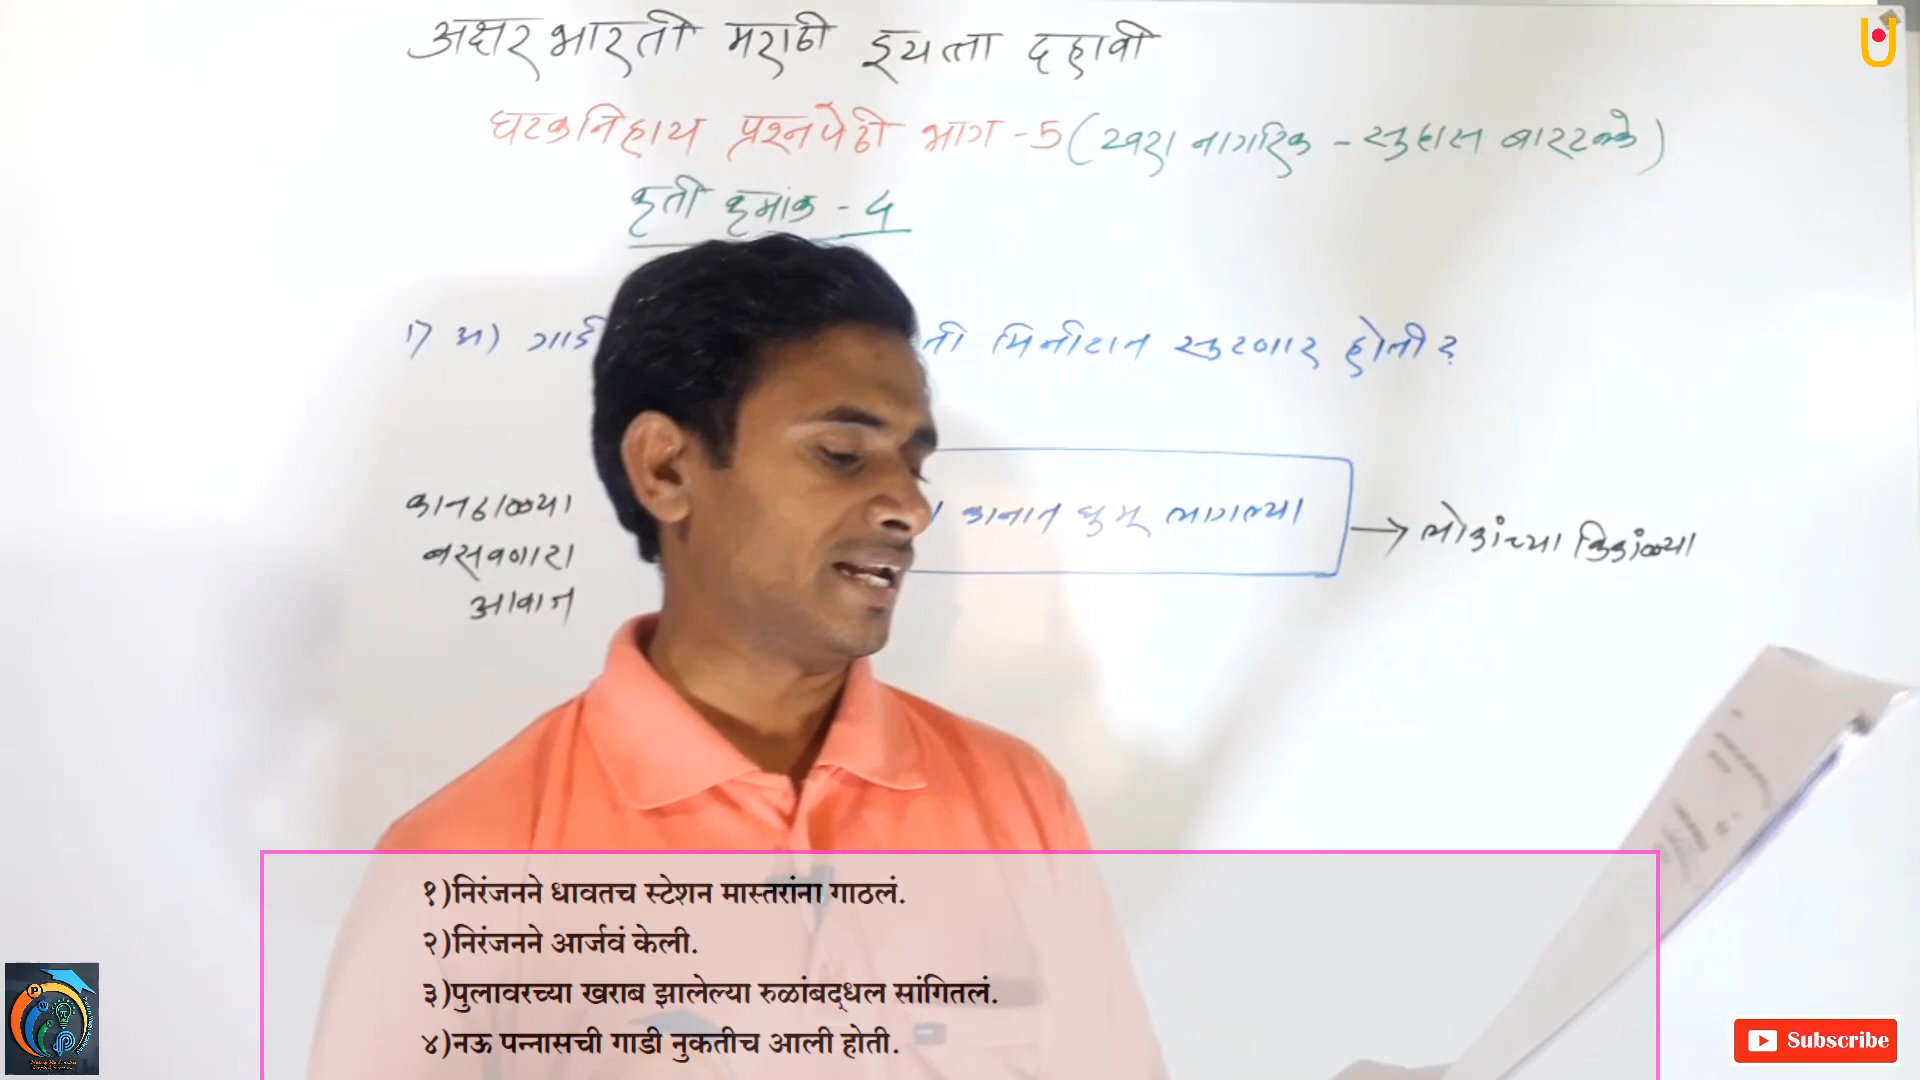 अक्षरभारती मराठी इयत्ता दहावी
घटकनिहाय प्रश्नपेढी भाग -5 (खरा नागरिक - सुहास बारटक्के)
कृती क्रमांक - 4
1) अ) गाडी ती मिनीटात सुटणार होती?
कानठळ्या
बसवणारा
आवाज
कानात घुमू लागल्या
लोकांच्या किंकाळ्या
१)निरंजनने धावतच स्टेशन मास्तरांना गाठलं.
२)निरंजनने आर्जवं केली.
३)पुलावरच्या खराब झालेल्या रुळांबद्धल सांगितलं.
४)नऊ पन्नासची गाडी नुकतीच आली होती.
Subscribe